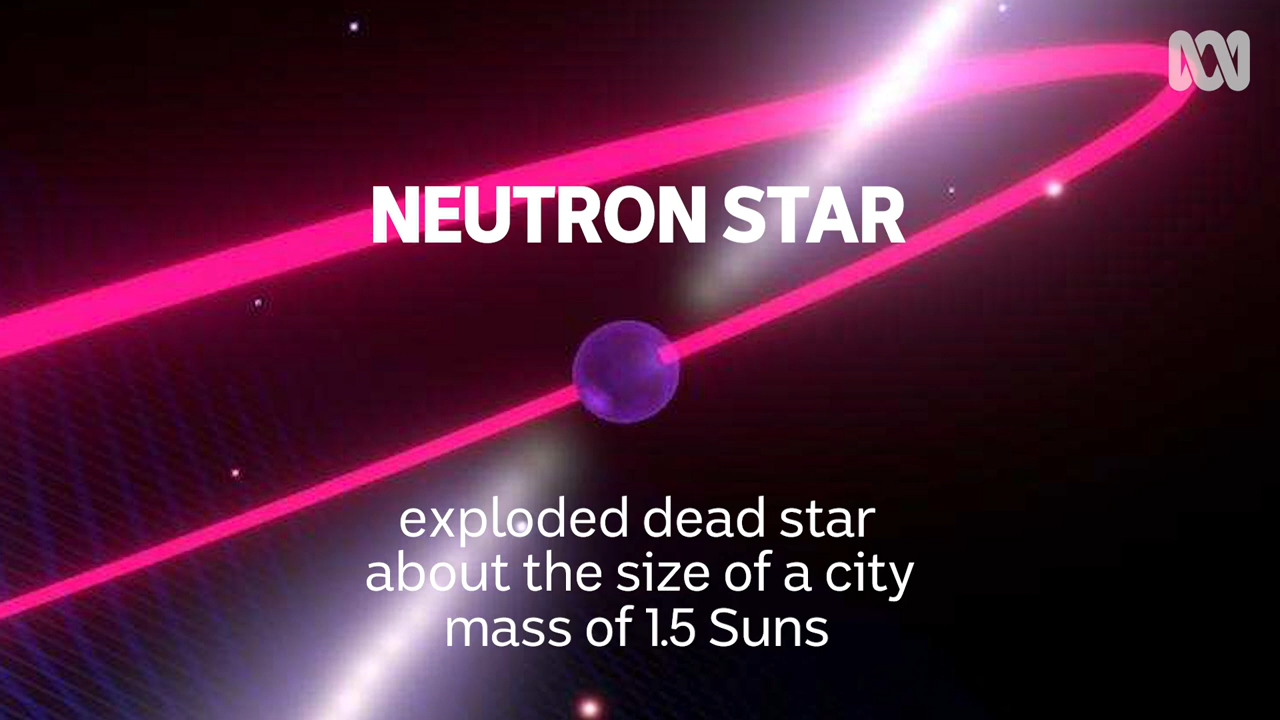 NEUTRON STAR
exploded dead star
about the size of a city
mass of 1.5 Suns